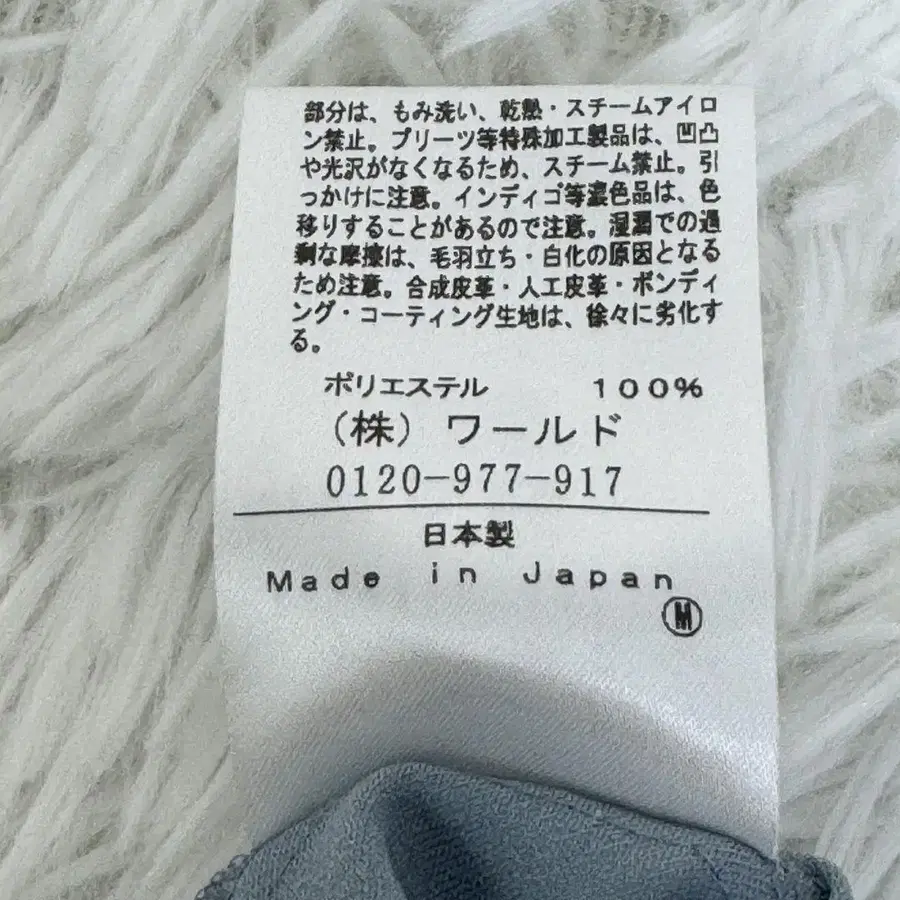 部分は、もみ洗い、乾熱・スチームアイロ
ン禁止。プリーツ等特殊加工製品は、凹凸
や光沢がなくなるため、スチーム禁止。引
っかけに注意。インディゴ等濃色品は、色
移りすることがあるので注意。湿潤での過
剰な摩擦は、毛羽立ち・白化の原因となる
ため注意。合成皮革・人工皮革・ボンディ
ング・コーティング生地は、徐々に劣化す
る。
ポリエステル 100%
(株) ワールド
0120-977-917
日本製
Made in Japan
M